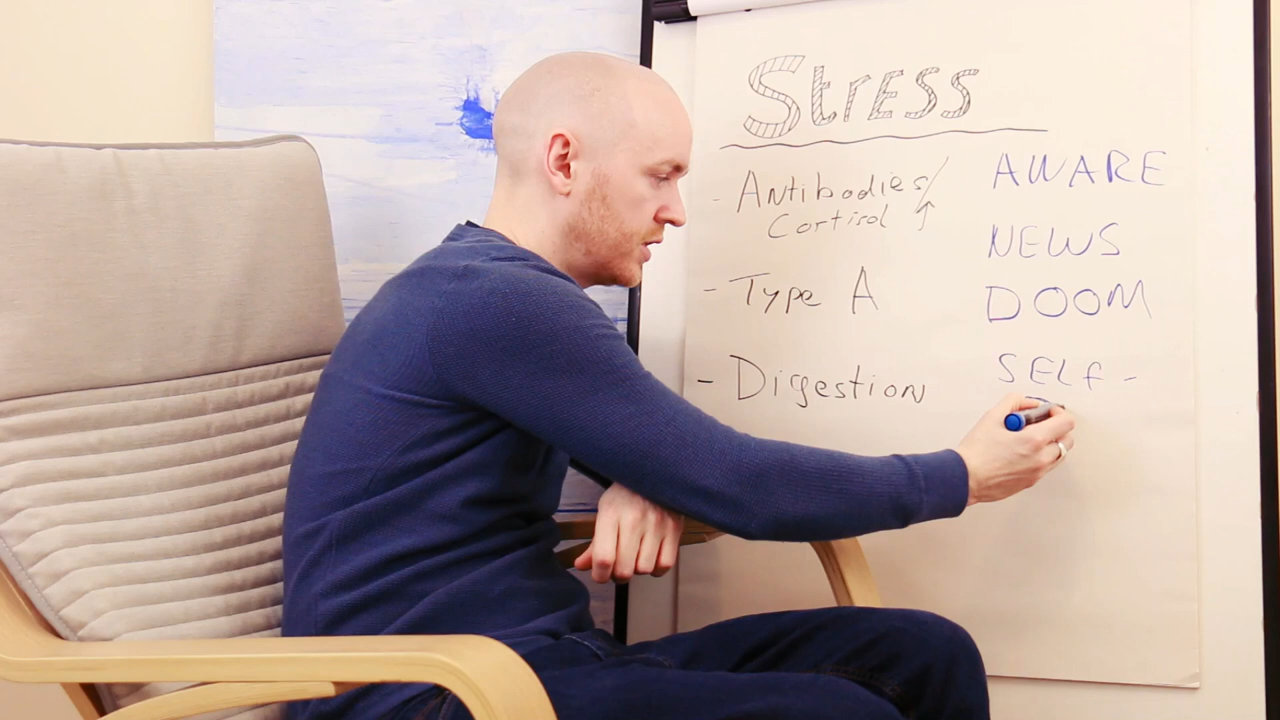 Stress
- Antibodies/
Cortisol ↑
- Type A
- Digestion
AWARE
NEWS
DOOM
SELF -